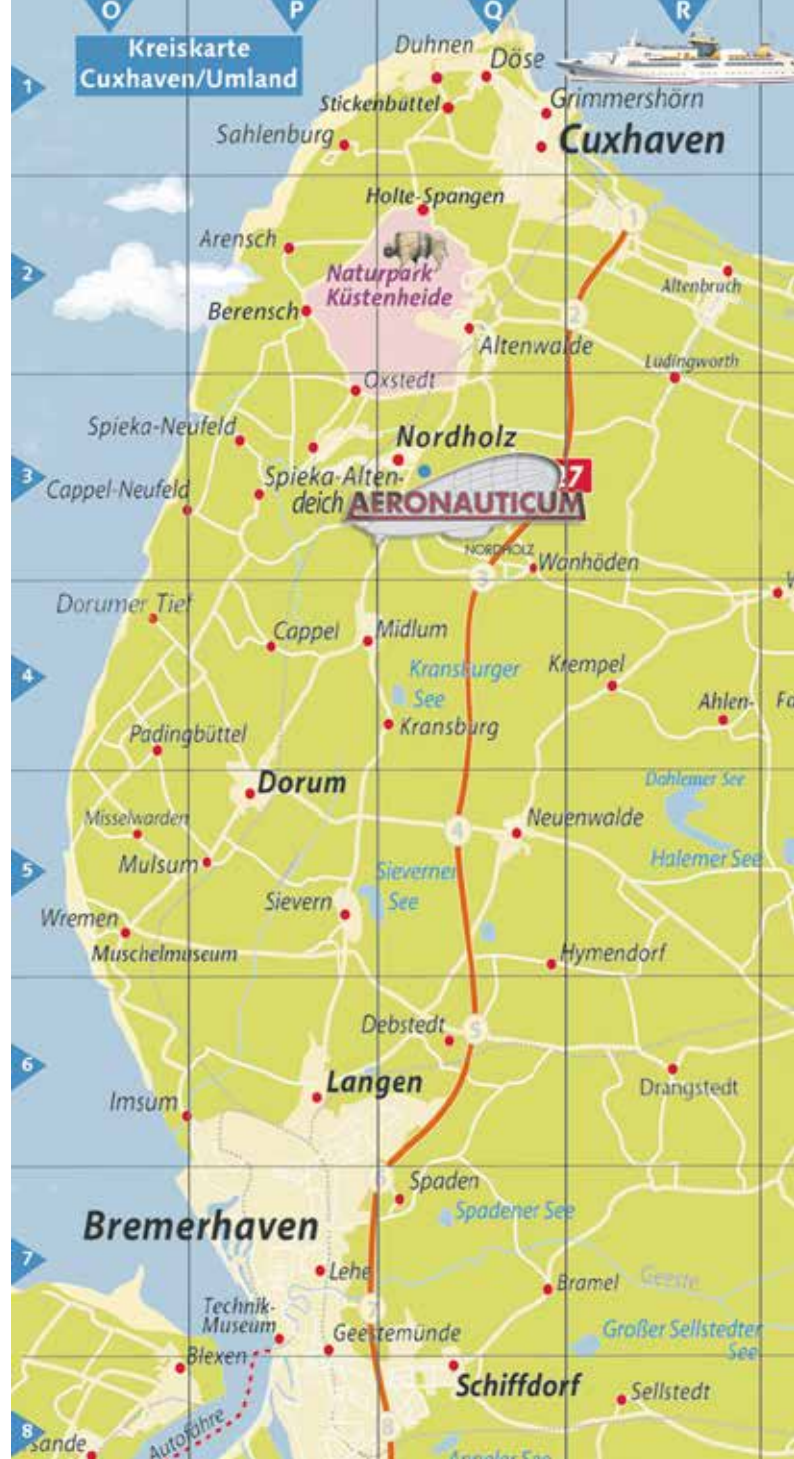 O
P
Q
R
Kreiskarte
Cuxhaven/Umland
1
Duhnen
Döse
Stickenbüttel
Grimmershörn
Sahlenburg
Cuxhaven
Holte-Spangen
1
Arensch
2
Naturpark
Küstenheide
Altenbruch
Berensch
2
Altenwalde
Ludingworth
Oxstedt
Spieka-Neufeld
Nordholz
3
Spieka-Alten-
deich
27
Cappel-Neufeld
AERONAUTICUM
NORDHOLZ
Wanhöden
3
Dorumer Tief
Cappel
Midlum
4
Kransburger
See
Krempel
Ahlen-
Kransburg
Padingbüttel
Dorum
Dahlemer See
Misselwarden
4
Neuenwalde
Halemer See
5
Mulsum
Sieverner
See
Sievern
Wremen
Muschelmuseum
Hymendorf
Debstedt
5
6
Langen
Drangstedt
Imsum
6
Spaden
Spadener See
Bremerhaven
7
Lehe
Bramel
Geeste
7
Technik-
Museum
Geestemünde
Großer Sellstedter
See
Blexen
Schiffdorf
Sellstedt
8
sande
Autofähre
8